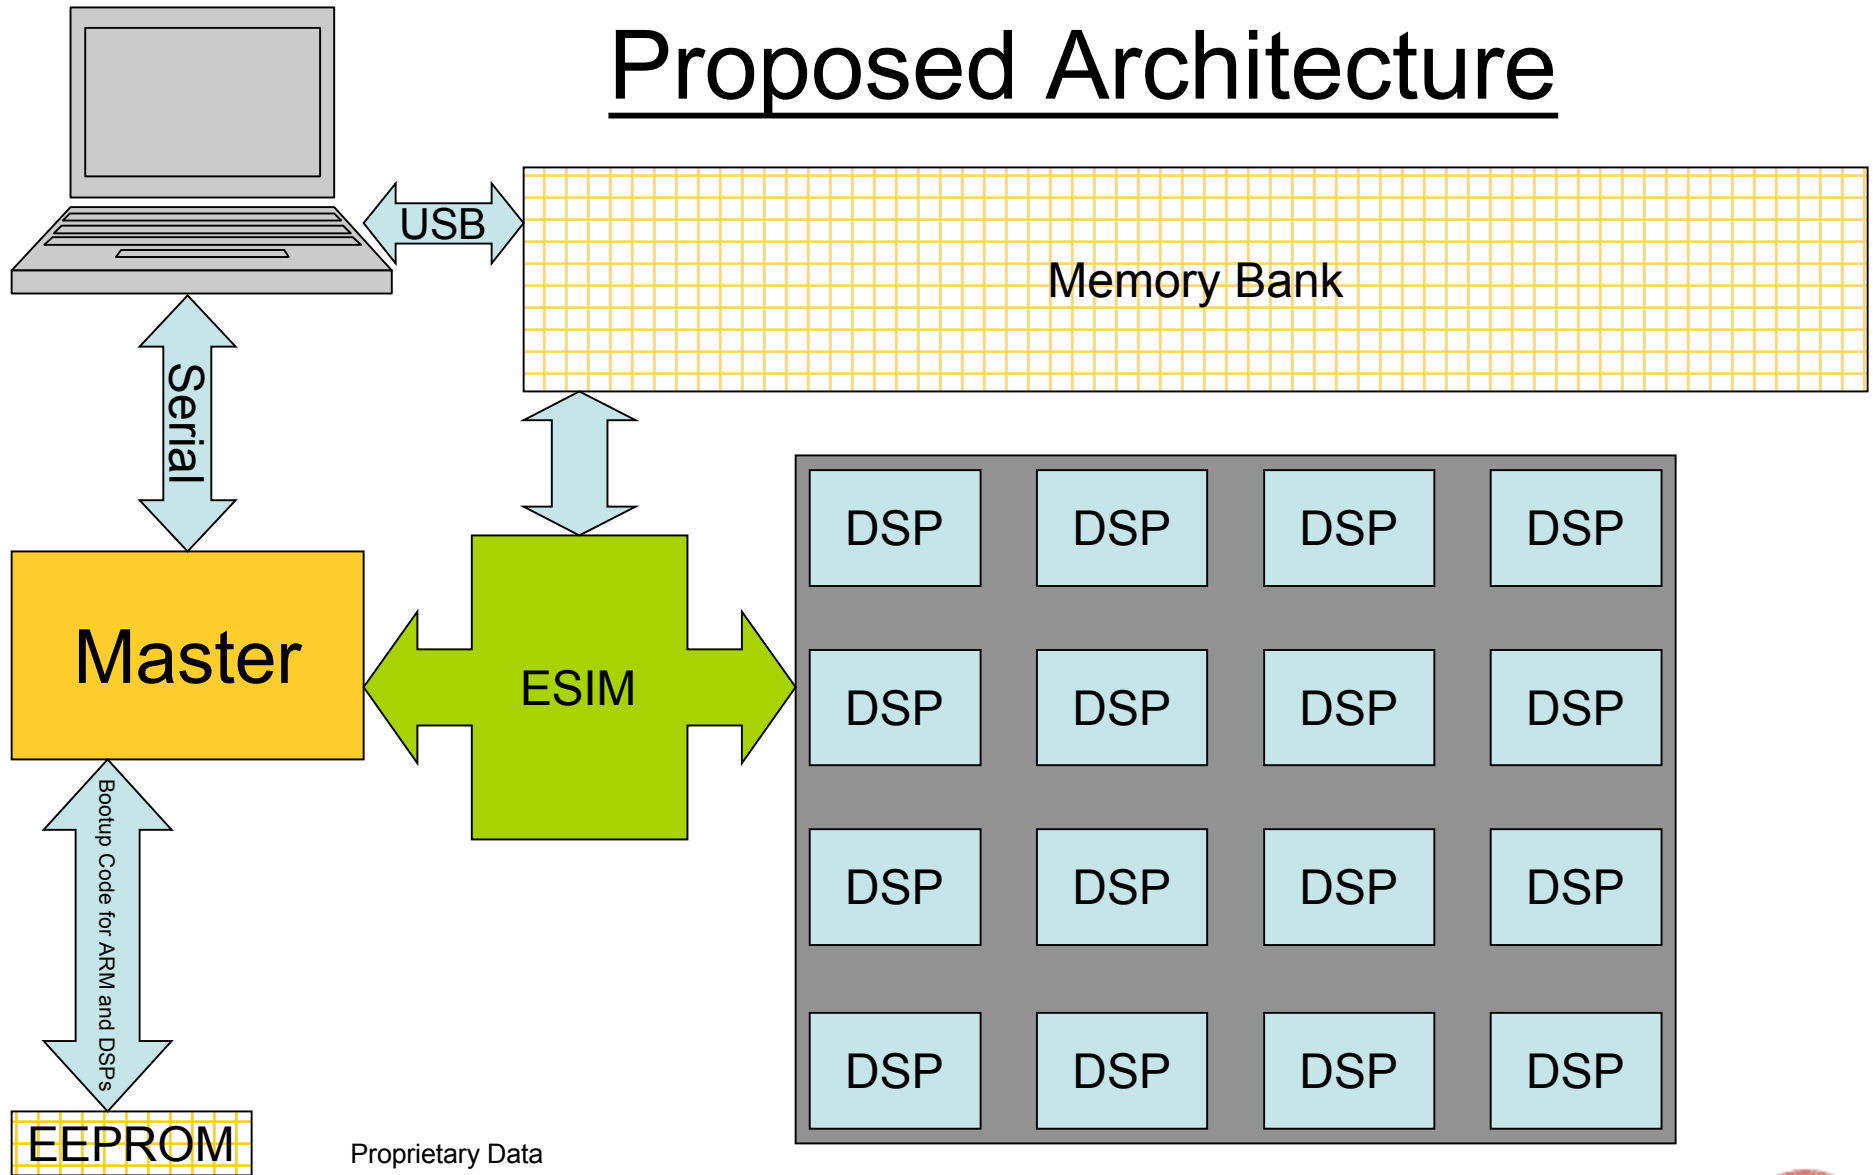 Proposed Architecture
USB
Memory Bank
Serial
DSP DSP DSP DSP
Master
ESIM
DSP DSP DSP DSP
Bootup Code for ARM and DSPs
DSP DSP DSP DSP
DSP DSP DSP DSP
EEPROM
Proprietary Data